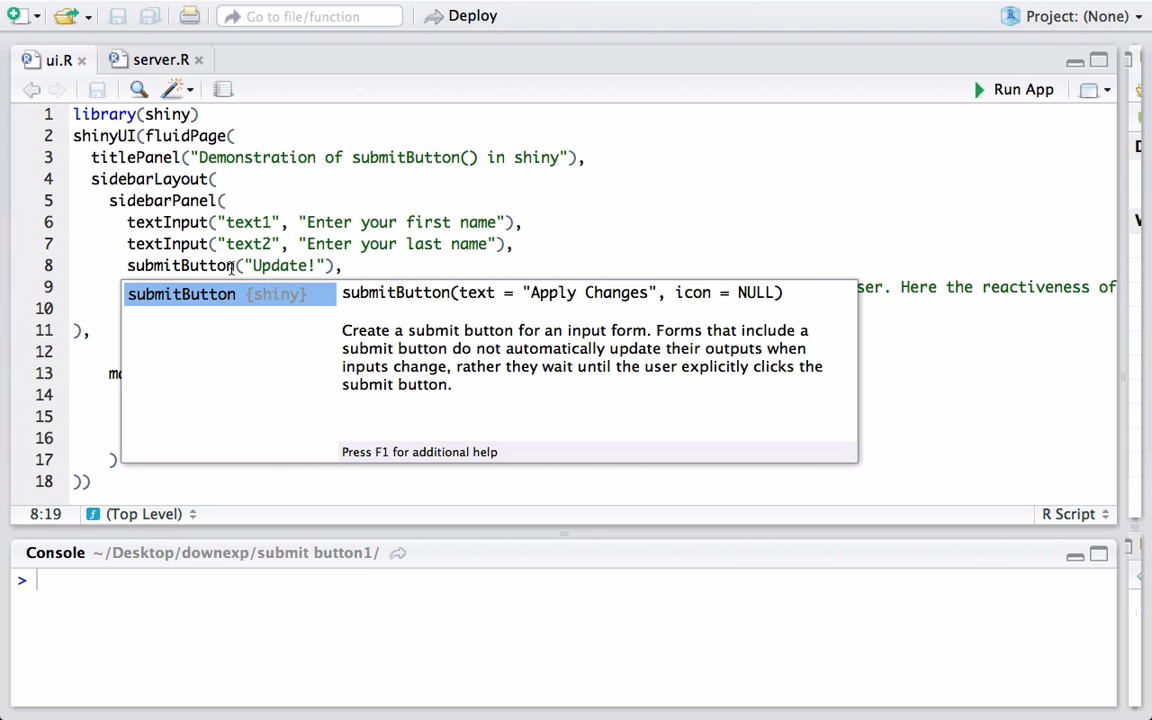 Go to file/function
Deploy
Project: (None)
ui.R
server.R
Run App
1 library(shiny)
2 shinyUI(fluidPage(
3 titlePanel("Demonstration of submitButton() in shiny"),
4 sidebarLayout(
5 sidebarPanel(
6 textInput("text1", "Enter your first name"),
7 textInput("text2", "Enter your last name"),
8 submitButton("Update!"),
9 ser. Here the reactiveness of
10
11 ),
12
13 m
14
15
16
17 )
18 ))
submitButton {shiny}
submitButton(text = "Apply Changes", icon = NULL)
Create a submit button for an input form. Forms that include a
submit button do not automatically update their outputs when
inputs change, rather they wait until the user explicitly clicks the
submit button.
Press F1 for additional help
8:19 (Top Level) R Script
Console ~/Desktop/downexp/submit button1/
>